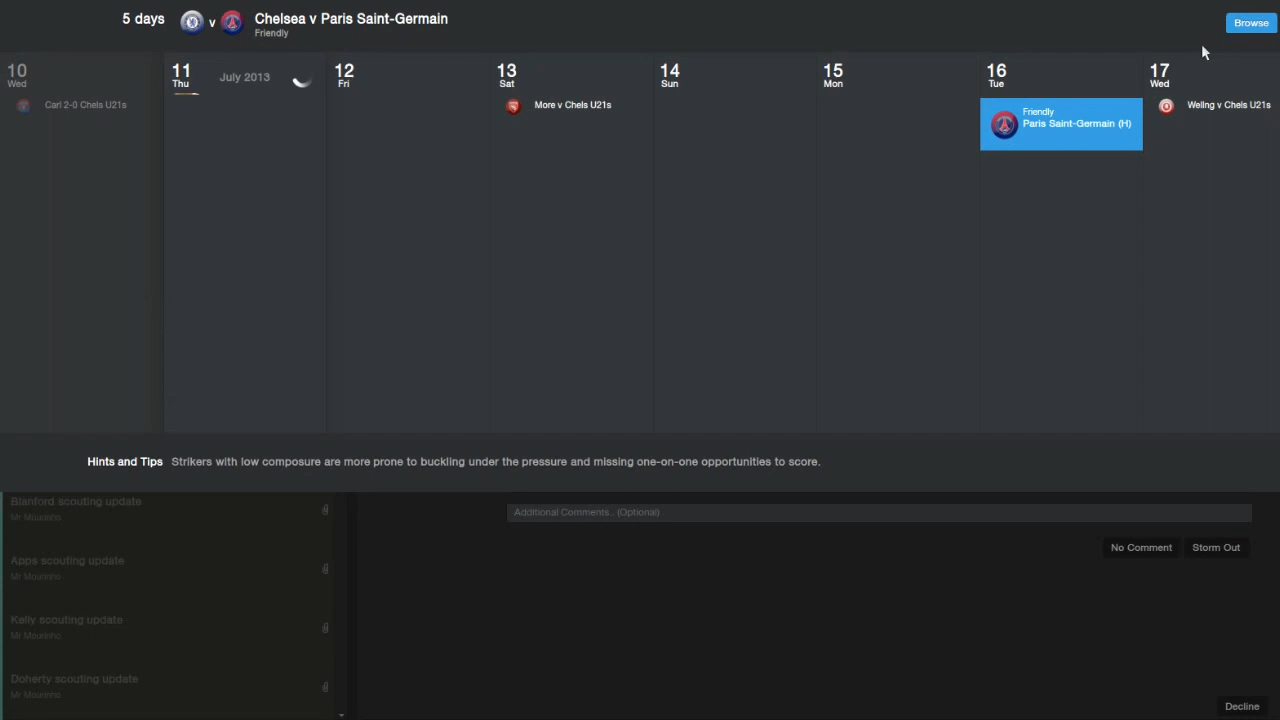 5 days v Chelsea v Paris Saint-Germain
Friendly
Browse
10
Wed
Carl 2-0 Chels U21s
11
Thu
July 2013
12
Fri
13
Sat
More v Chels U21s
14
Sun
15
Mon
16
Tue
Friendly
Paris Saint-Germain (H)
17
Wed
Weling v Chels U21s
Hints and Tips Strikers with low composure are more prone to buckling under the pressure and missing one-on-one opportunities to score.
Blanford scouting update
Mr Mourinho
Apps scouting update
Mr Mourinho
Kelly scouting update
Mr Mourinho
Doherty scouting update
Mr Mourinho
Additional Comments.. (Optional)
No Comment
Storm Out
Decline